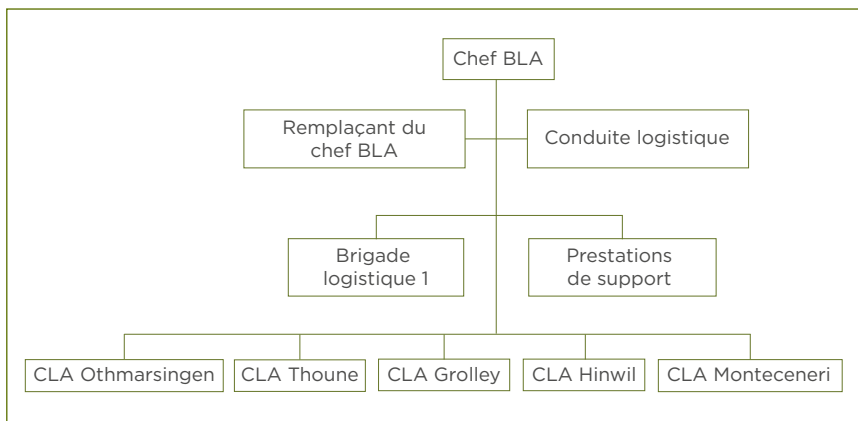 Chef BLA
Remplaçant du
chef BLA
Conduite logistique
Brigade
logistique 1
Prestations
de support
CLA Othmarsingen
CLA Thoune
CLA Grolley
CLA Hinwil
CLA Monteceneri